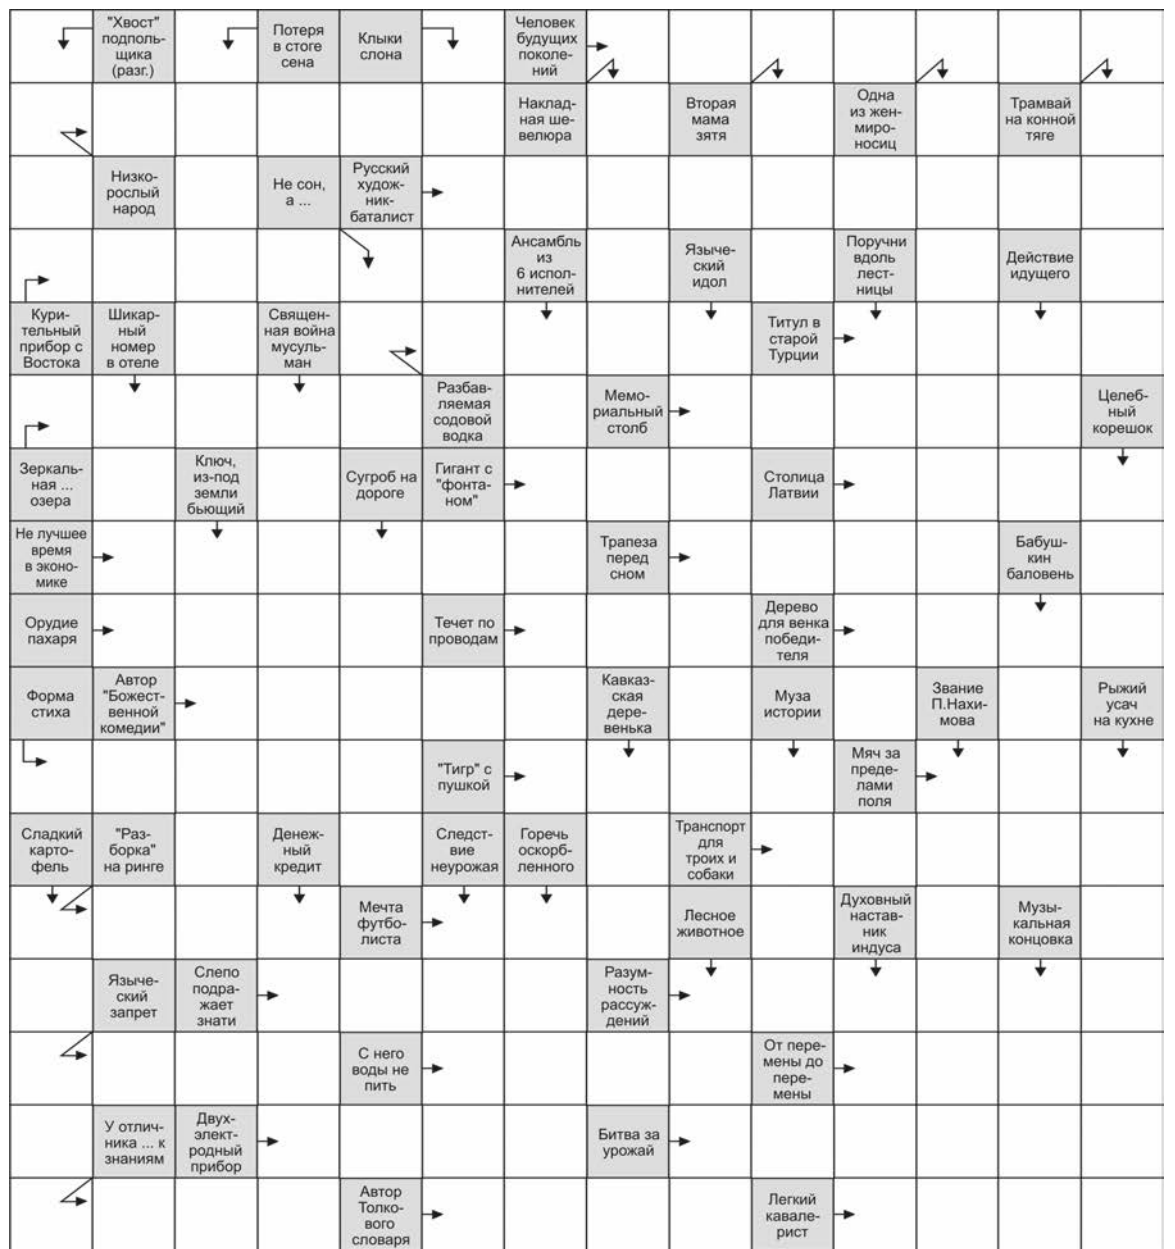 "Хвост"
подполь-
щика
(разг.)
Потеря
в стоге
сена
Клыки
слона
Человек
будущих
поколе-
ний
Наклад-
ная ше-
велюра
Вторая
мама
зятя
Одна
из жен-
миро-
носиц
Трамвай
на конной
тяге
Низко-
рослый
народ
Не сон,
а ...
Русский
худож-
ник-
баталист
Ансамбль
из
6 испол-
нителей
Языче-
ский
идол
Поручни
вдоль
лест-
ницы
Действие
идущего
Кури-
тельный
прибор с
Востока
Шикар-
ный
номер
в отеле
Священ-
ная война
мусуль-
ман
Титул в
старой
Турции
Разбав-
ляемая
содовой
водка
Мемо-
риальный
столб
Целеб-
ный
корешок
Зеркаль-
ная ...
озера
Ключ,
из-под
земли
бьющий
Сугроб на
дороге
Гигант с
"фонта-
ном"
Столица
Латвии
Не лучшее
время
в эконо-
мике
Трапеза
перед
сном
Бабуш-
кин
баловень
Орудие
пахаря
Течет по
проводам
Дерево
для венка
победи-
теля
Форма
стиха
Автор
"Божест-
венной
комедии"
Кавказ-
ская
дере-
венька
Муза
истории
Звание
П.Нахи-
мова
Рыжий
усач
на кухне
"Тигр" с
пушкой
Мяч за
преде-
лами
поля
Сладкий
карто-
фель
"Раз-
борка"
на ринге
Денеж-
ный
кредит
Следст-
вие
неурожая
Горечь
оскорб-
ленного
Транспорт
для
троих и
собаки
Мечта
футбо-
листа
Лесное
животное
Духовный
настав-
ник
индуса
Музы-
кальная
концовка
Языче-
ский
запрет
Слепо
подра-
жает
знати
Разум-
ность
рассуж-
дений
С него
воды не
пить
От пере-
мены до
пере-
мены
У отлич-
ника ... к
знаниям
Двух-
элект-
родный
прибор
Битва за
урожай
Автор
Толко-
вого
словаря
Легкий
кавале-
рист